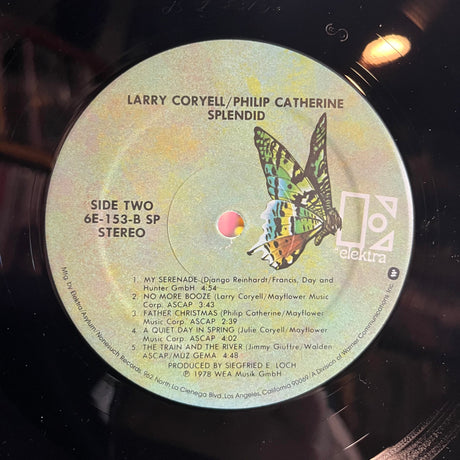 LARRY CORYELL/PHILIP CATHERINE
SPLENDID
SIDE TWO
6E-153-B SP
STEREO
elektra
1. MY SERENADE (Django Reinhardt/Francis, Day and
Hunter GmbH) 4:54
2. NO MORE BOOZE (Larry Coryell/Mayflower Music
Corp. ASCAP) 3:43
3. FATHER CHRISTMAS (Philip Catherine/Mayflower
Music Corp. ASCAP) 2:39
4. A QUIET DAY IN SPRING (Julie Coryell/Mayflower
Music Corp. ASCAP) 4:02
5. THE TRAIN AND THE RIVER (Jimmy Giuffre/Walden
ASCAP/MUZ GEMA) 4:48
PRODUCED BY SIEGFRIED E. LOCH
℗ 1978 WEA Musik GmbH
Mfg. by Elektra/Asylum/Nonesuch Records, 962 North La Cienega Blvd., Los Angeles, California 90069/A Division of Warner Communications Inc.